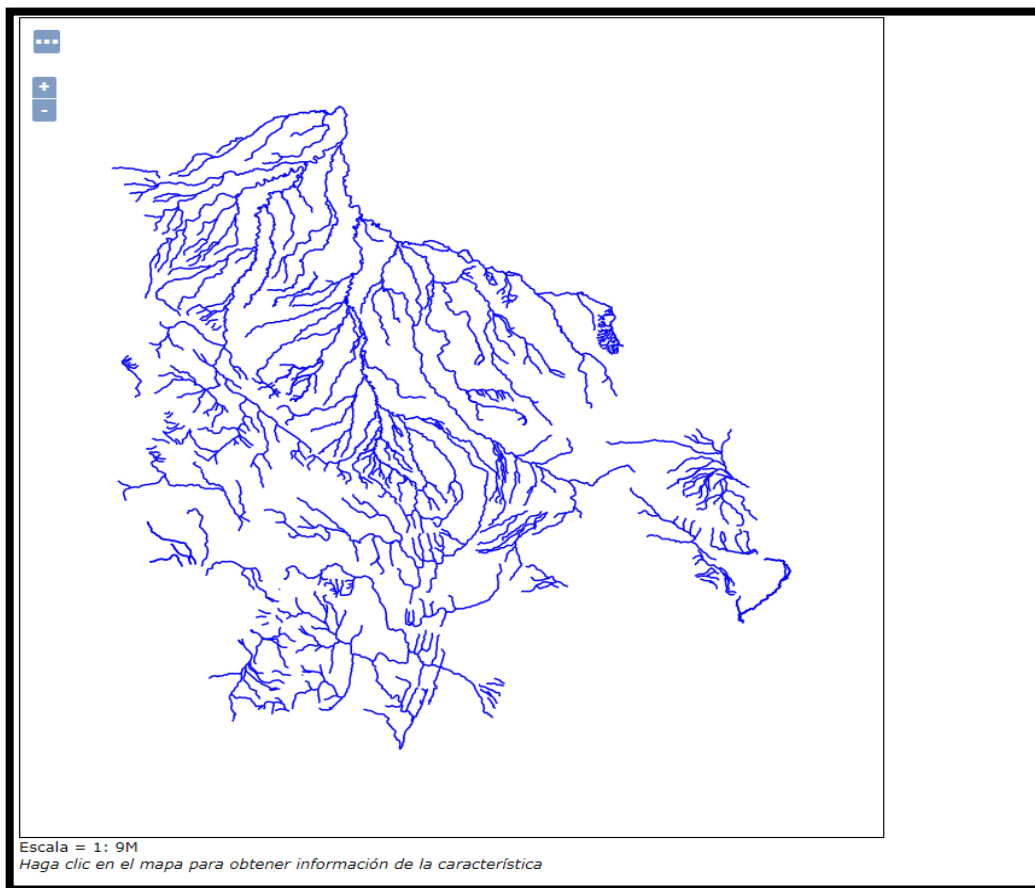 +
-
Escala = 1: 9M
Haga clic en el mapa para obtener información de la característica